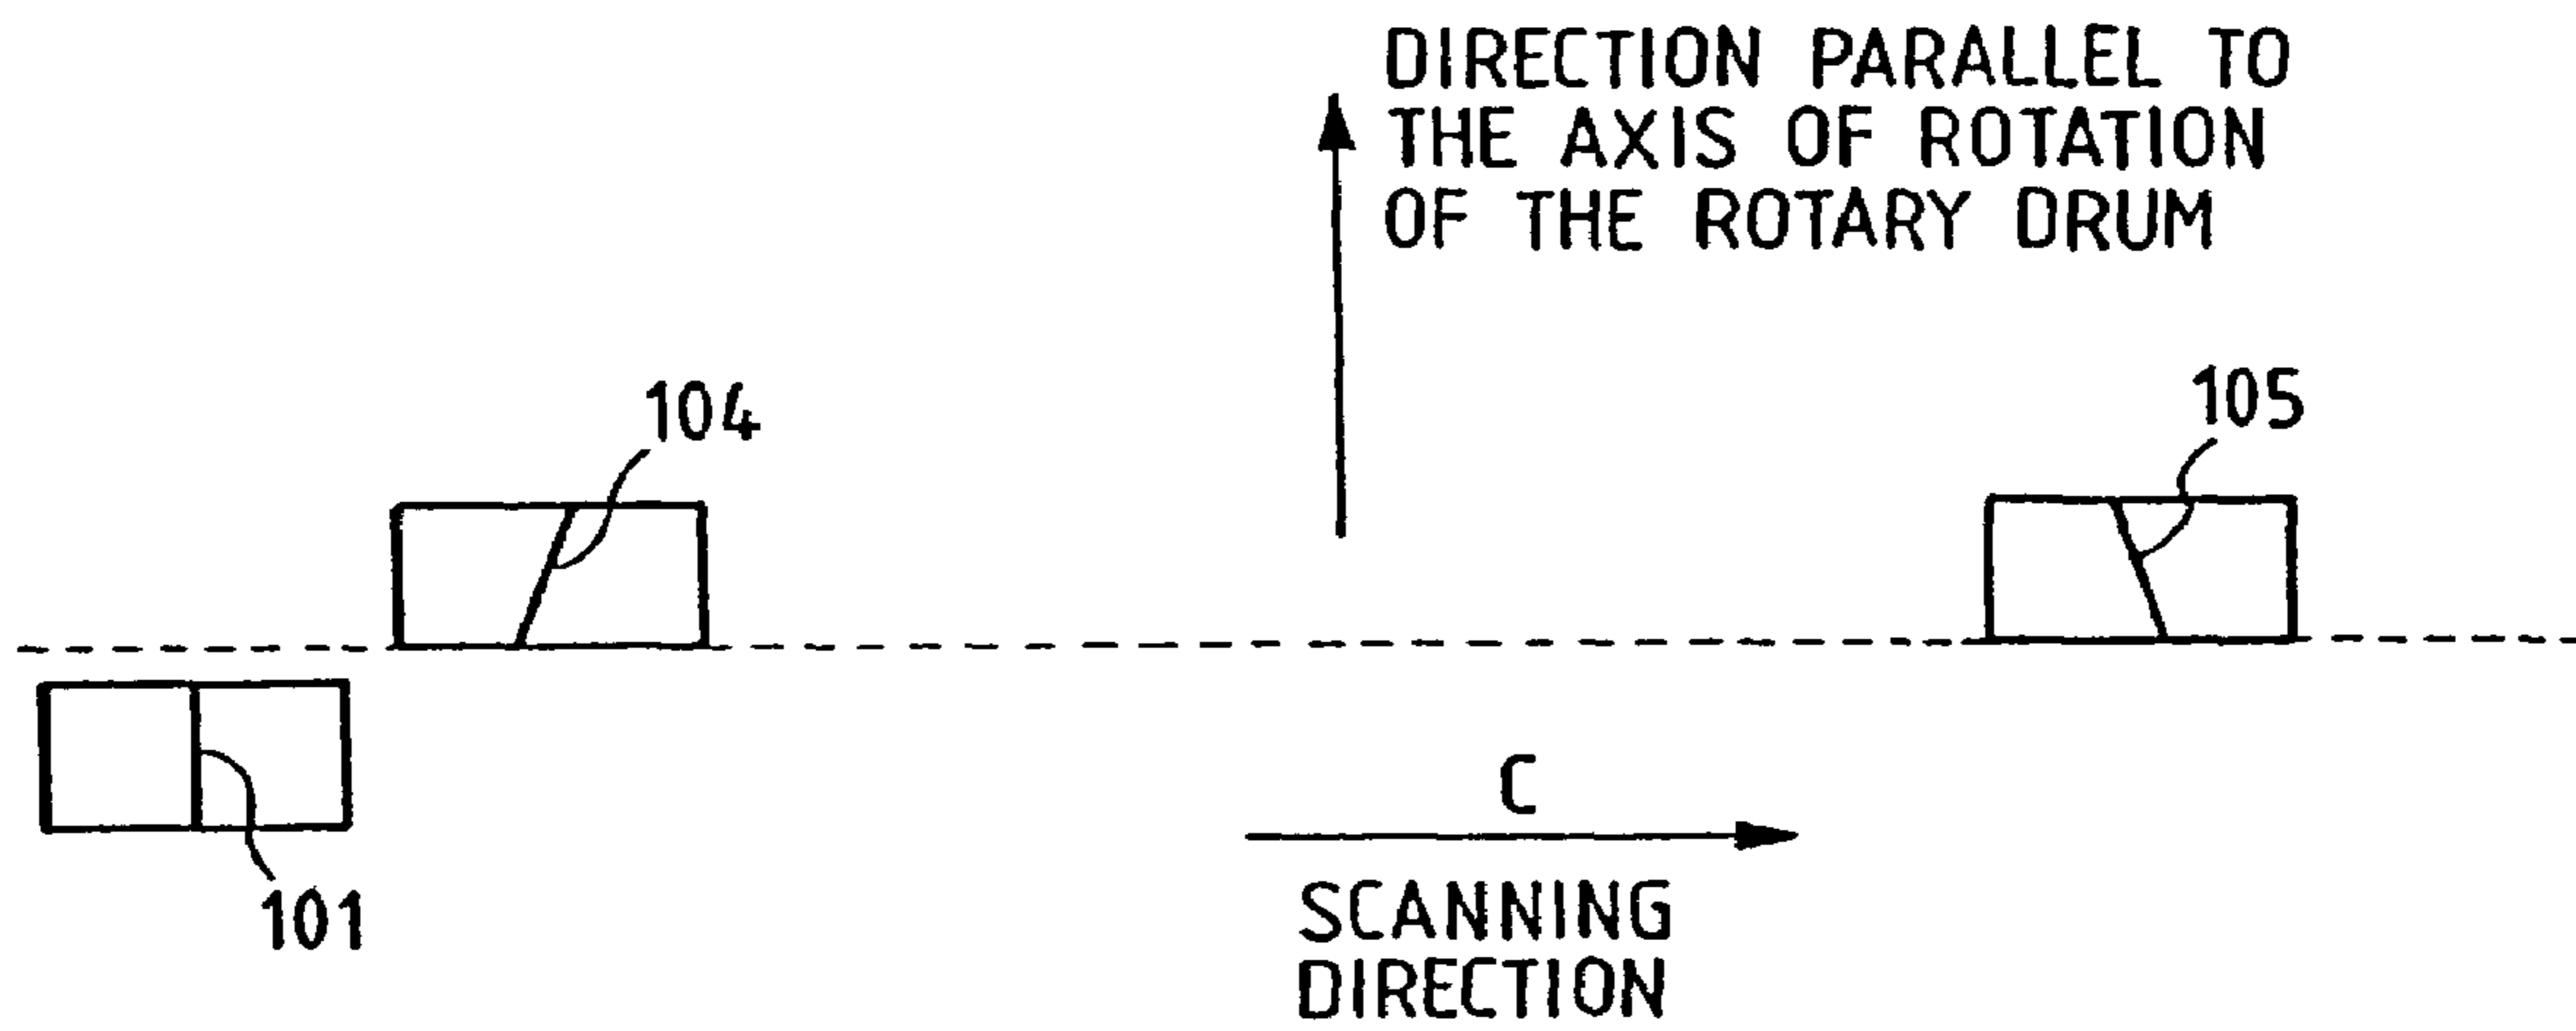 DIRECTION PARALLEL TO
THE AXIS OF ROTATION
OF THE ROTARY DRUM
104
105
101
C
SCANNING
DIRECTION